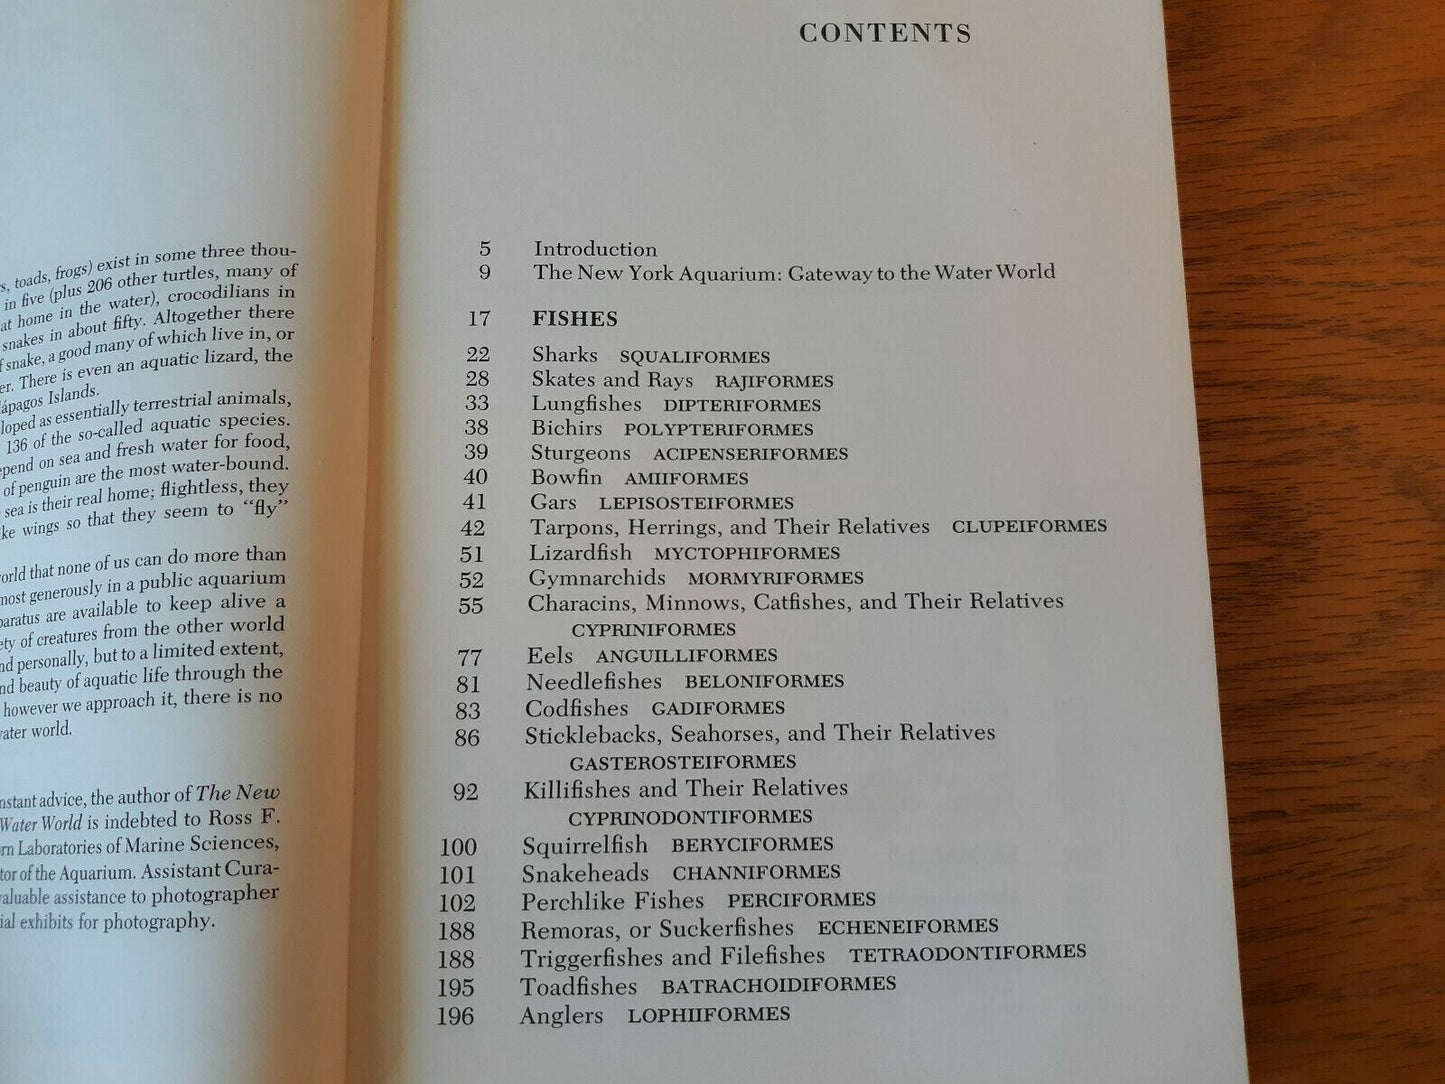 s, toads, frogs) exist in some three thou-
in five (plus 206 other turtles, many of
at home in the water), crocodilians in
snakes in about fifty. Altogether there
f snake, a good many of which live in, or
er. There is even an aquatic lizard, the
ápagos Islands.
loped as essentially terrestrial animals,
136 of the so-called aquatic species.
epend on sea and fresh water for food,
of penguin are the most water-bound.
sea is their real home; flightless, they
ke wings so that they seem to “fly”
orld that none of us can do more than
most generously in a public aquarium
paratus are available to keep alive a
ety of creatures from the other world
nd personally, but to a limited extent,
nd beauty of aquatic life through the
however we approach it, there is no
vater world.
nstant advice, the author of The New
Water World is indebted to Ross F.
rn Laboratories of Marine Sciences,
tor of the Aquarium. Assistant Cura-
valuable assistance to photographer
ial exhibits for photography.
CONTENTS
5 Introduction
9 The New York Aquarium: Gateway to the Water World
17 FISHES
22 Sharks SQUALIFORMES
28 Skates and Rays RAJIFORMES
33 Lungfishes DIPTERIFORMES
38 Bichirs POLYPTERIFORMES
39 Sturgeons ACIPENSERIFORMES
40 Bowfin AMIIFORMES
41 Gars LEPISOSTEIFORMES
42 Tarpons, Herrings, and Their Relatives CLUPEIFORMES
51 Lizardfish MYCTOPHIFORMES
52 Gymnarchids MORMYRIFORMES
55 Characins, Minnows, Catfishes, and Their Relatives
CYPRINIFORMES
77 Eels ANGUILLIFORMES
81 Needlefishes BELONIFORMES
83 Codfishes GADIFORMES
86 Sticklebacks, Seahorses, and Their Relatives
GASTEROSTEIFORMES
92 Killifishes and Their Relatives
CYPRINODONTIFORMES
100 Squirrelfish BERYCIFORMES
101 Snakeheads CHANNIFORMES
102 Perchlike Fishes PERCIFORMES
188 Remoras, or Suckerfishes ECHENEIFORMES
188 Triggerfishes and Filefishes TETRAODONTIFORMES
195 Toadfishes BATRACHOIDIFORMES
196 Anglers LOPHIIFORMES